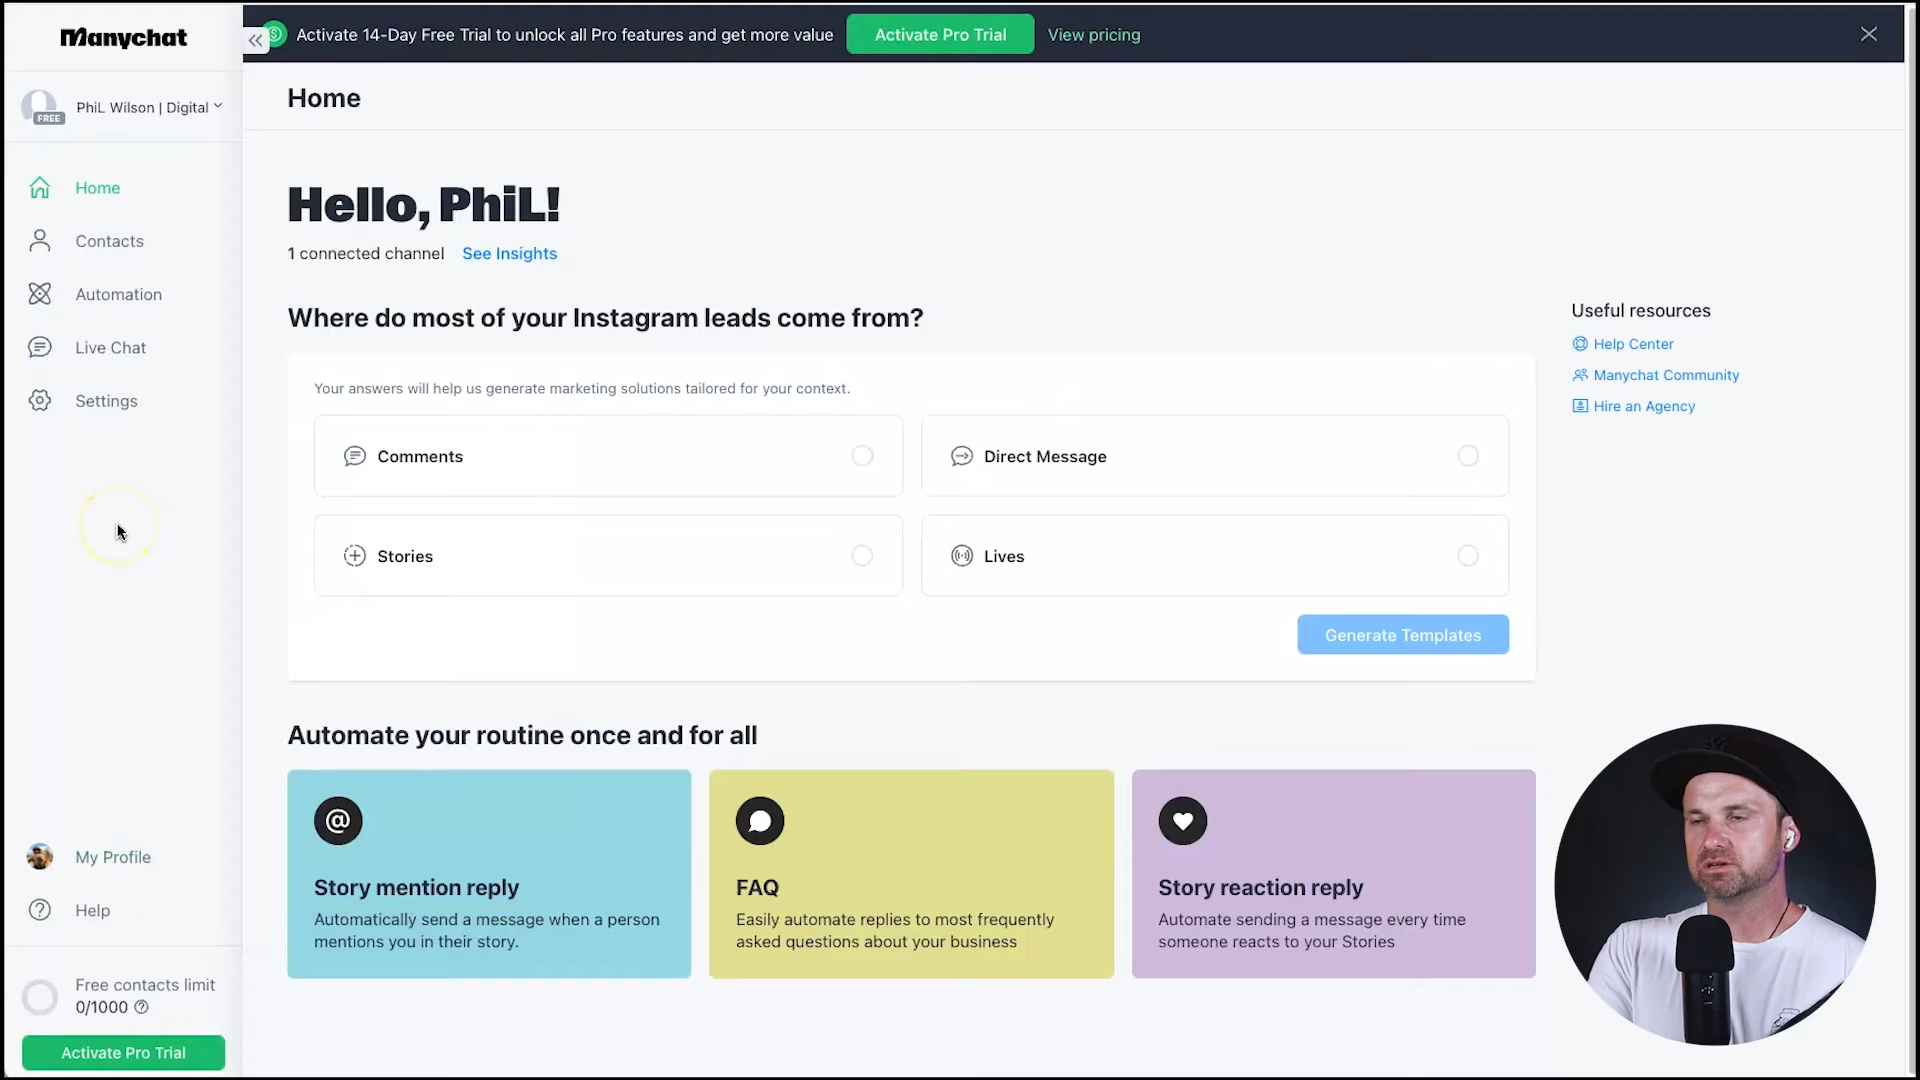 Manychat
Activate 14-Day Free Trial to unlock all Pro features and get more value
Activate Pro Trial
View pricing
FREE
PhiL Wilson | Digital
Home
Home
Contacts
Automation
Live Chat
Settings
Hello, PhiL!
1 connected channel
See Insights
Where do most of your Instagram leads come from?
Your answers will help us generate marketing solutions tailored for your context.
Comments
Direct Message
Stories
Lives
Generate Templates
Useful resources
Help Center
Manychat Community
Hire an Agency
Automate your routine once and for all
@
Story mention reply
Automatically send a message when a person
mentions you in their story.
FAQ
Easily automate replies to most frequently
asked questions about your business
Story reaction reply
Automate sending a message every time
someone reacts to your Stories
My Profile
Help
Free contacts limit
0/1000
Activate Pro Trial